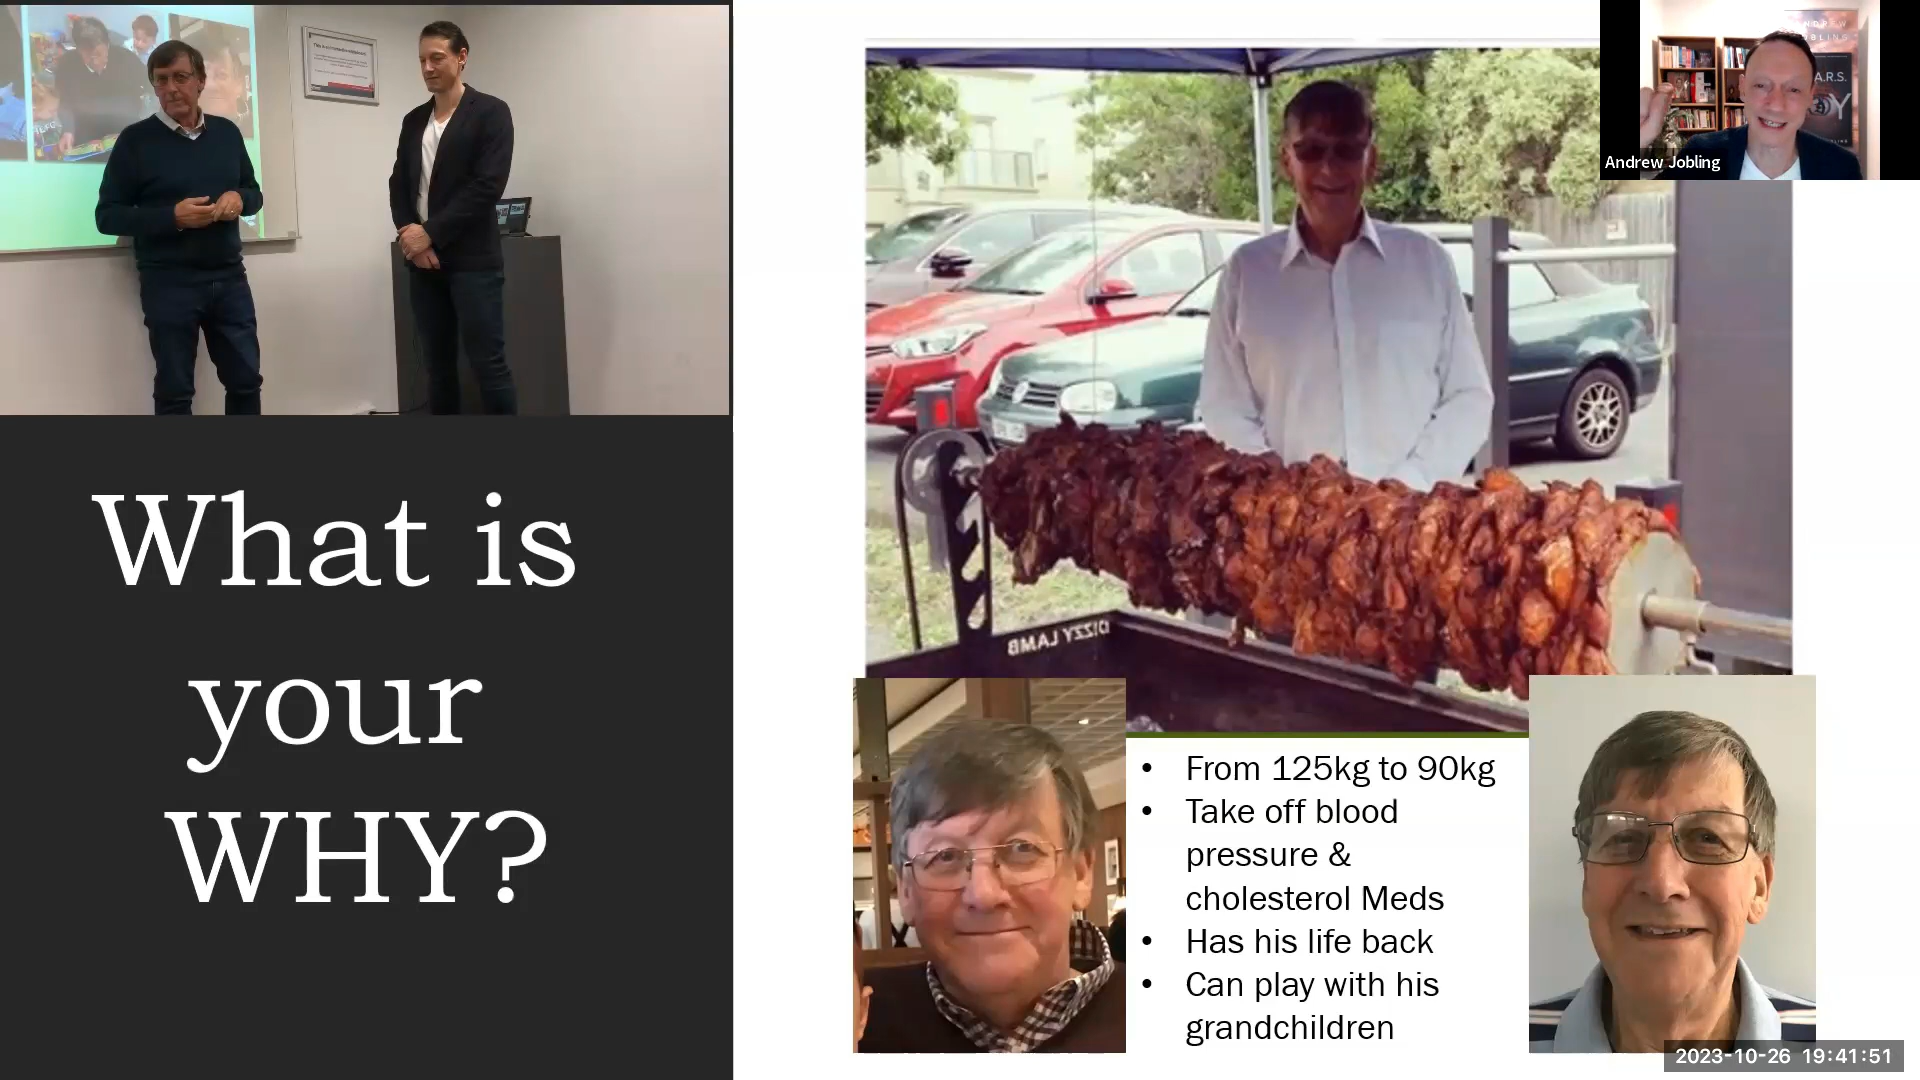 What is
your
WHY?
DIZZY LAMB
From 125kg to 90kg
Take off blood
pressure &
cholesterol Meds
Has his life back
Can play with his
grandchildren
Andrew Jobling
A.R.S.
2023-10-26 19:41:51